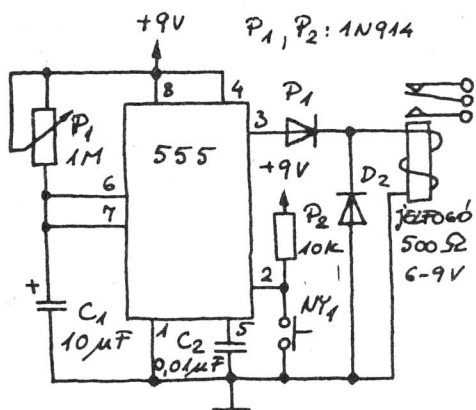 +9V
P1, P2: 1N914
P1
1M
8
4
555
3
P1
6
7
+9V
P2
10K
D2
JELFOGÓ
500Ω
6-9V
2
NY1
+
C1
10µF
1
5
C2
0,01µF